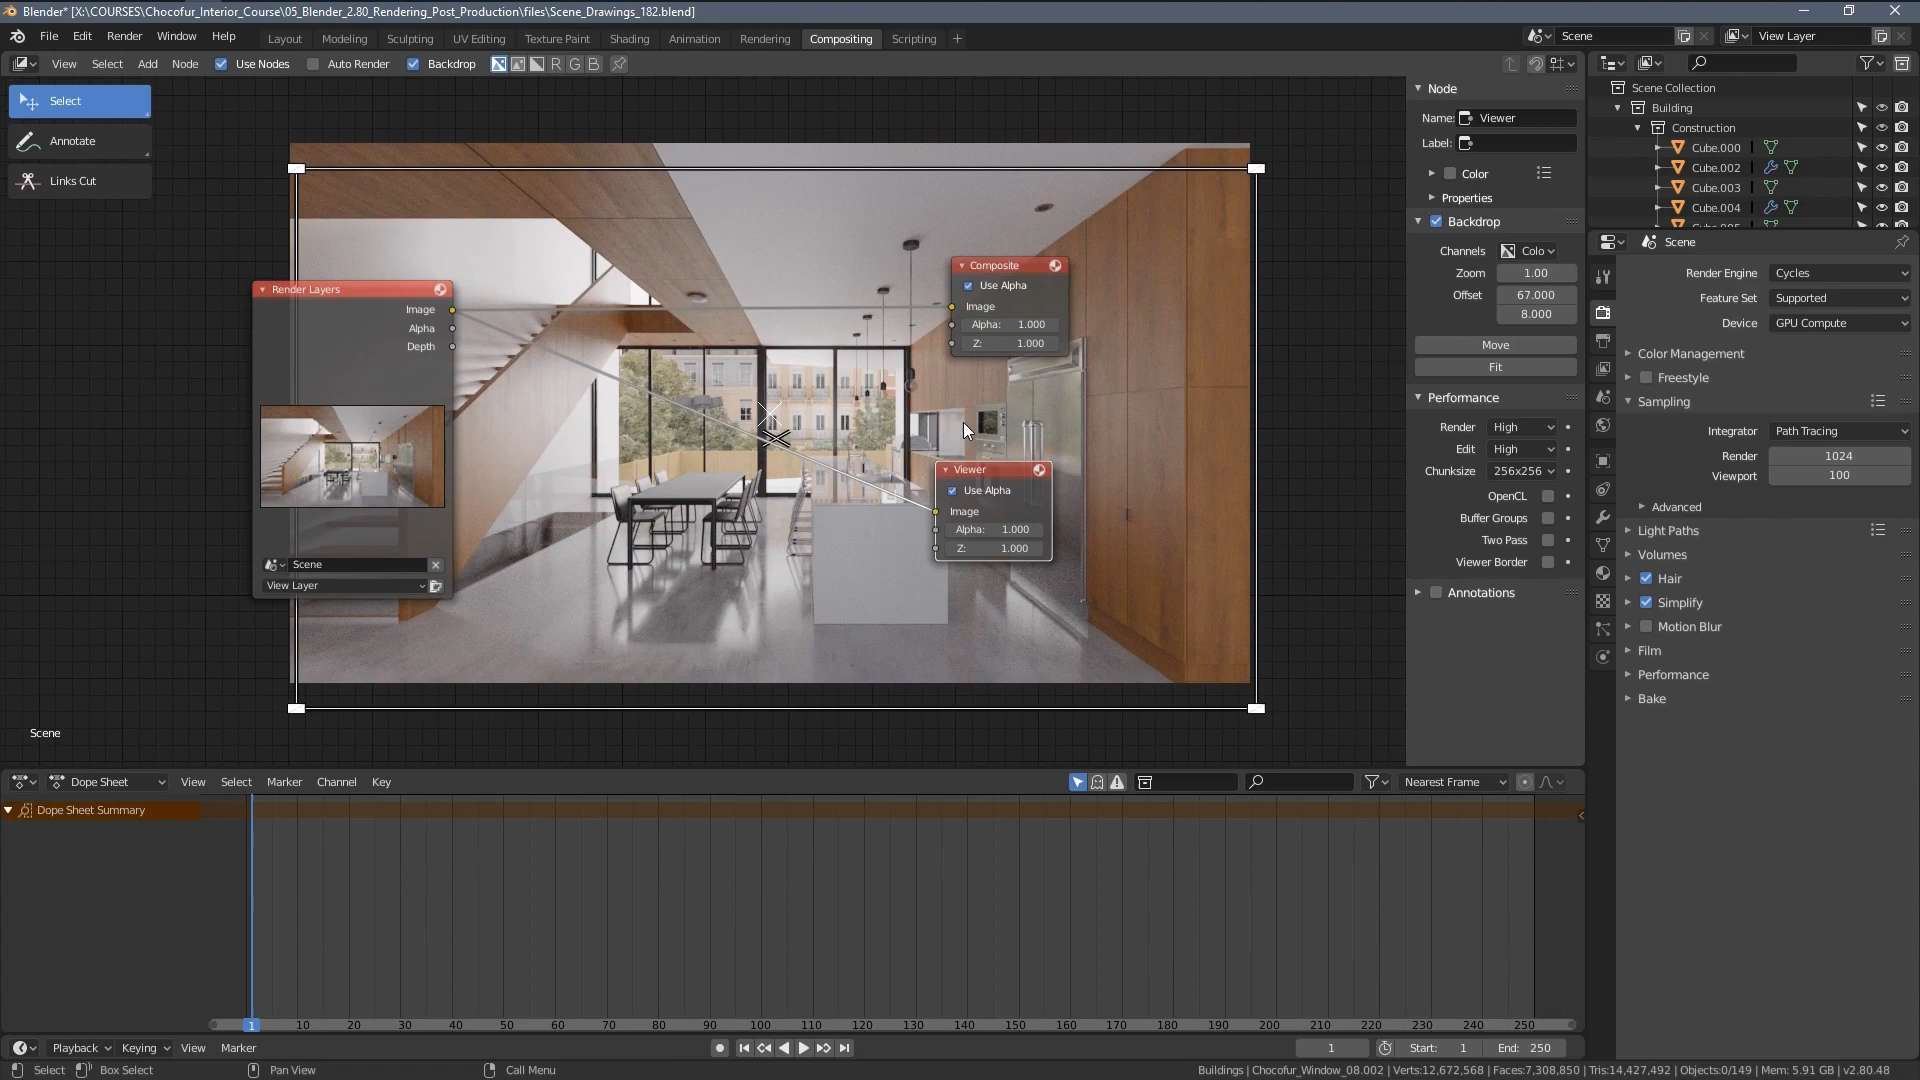 Blender* [X:\COURSES\Chocofur_Interior_Course\05_Blender_2.80_Rendering_Post_Production\files\Scene_Drawings_182.blend]
File Edit Render Window Help Layout Modeling Sculpting UV Editing Texture Paint Shading Animation Rendering Compositing Scripting + Scene View Layer
View Select Add Node Use Nodes Auto Render Backdrop R G B
Select
Annotate
Links Cut
Render Layers
Image
Alpha
Depth
Scene
View Layer
Composite
Use Alpha
Image
Alpha: 1.000
Z: 1.000
Viewer
Use Alpha
Image
Alpha: 1.000
Z: 1.000
Scene
Node
Name: Viewer
Label:
Color
Properties
Backdrop
Channels Colo
Zoom 1.00
Offset 67.000
8.000
Move
Fit
Performance
Render High
Edit High
Chunksize 256x256
OpenCL
Buffer Groups
Two Pass
Viewer Border
Annotations
Scene Collection
Building
Construction
Cube.000
Cube.002
Cube.003
Cube.004
Scene
Render Engine Cycles
Feature Set Supported
Device GPU Compute
Color Management
Freestyle
Sampling
Integrator Path Tracing
Render 1024
Viewport 100
Advanced
Light Paths
Volumes
Hair
Simplify
Motion Blur
Film
Performance
Bake
Dope Sheet View Select Marker Channel Key Nearest Frame
Dope Sheet Summary
1 10 20 30 40 50 60 70 80 90 100 110 120 130 140 150 160 170 180 190 200 210 220 230 240 250
Playback Keying View Marker 1 Start: 1 End: 250
Select Box Select Pan View Call Menu Buildings | Chocofur_Window_08.002 | Verts:12,672,568 | Faces:7,308,850 | Tris:14,427,492 | Objects:0/149 | Mem: 5.91 GB | v2.80.48